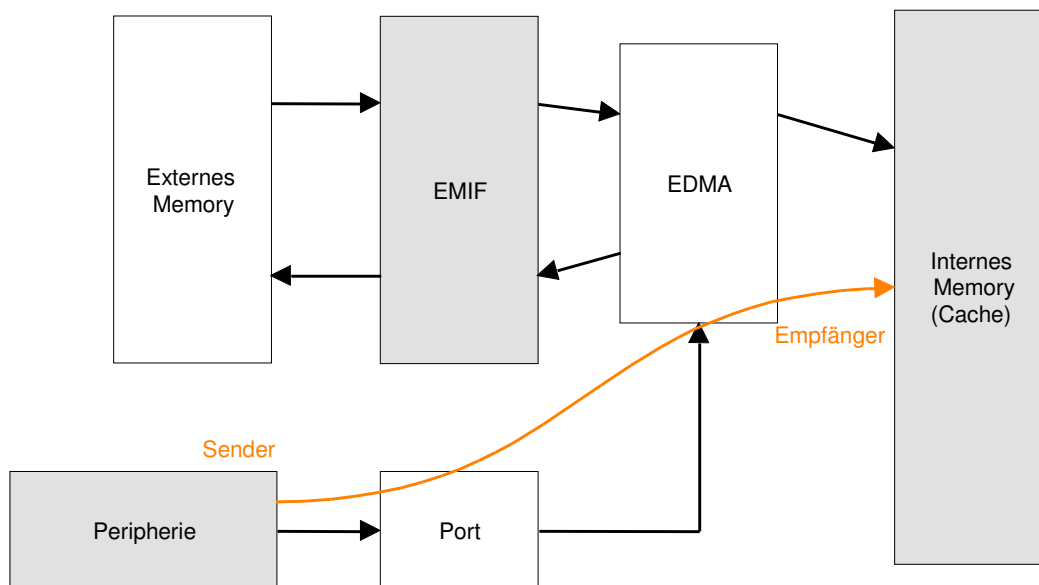 Externes
Memory
EMIF
EDMA
Internes
Memory
(Cache)
Empfänger
Sender
Peripherie
Port